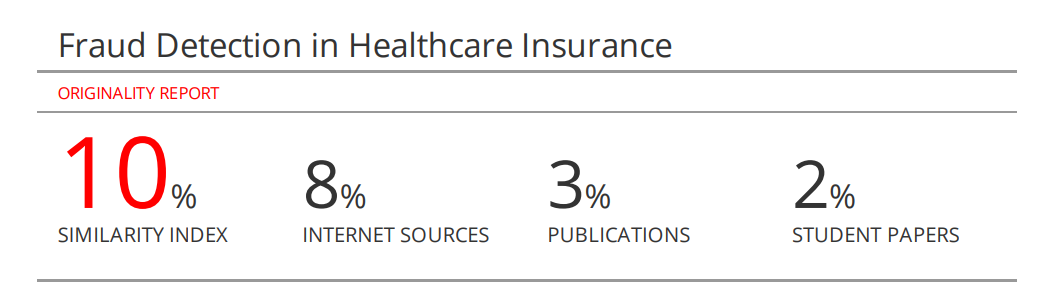 Fraud Detection in Healthcare Insurance
ORIGINALITY REPORT
10% 8% 3% 2%
SIMILARITY INDEX INTERNET SOURCES PUBLICATIONS STUDENT PAPERS